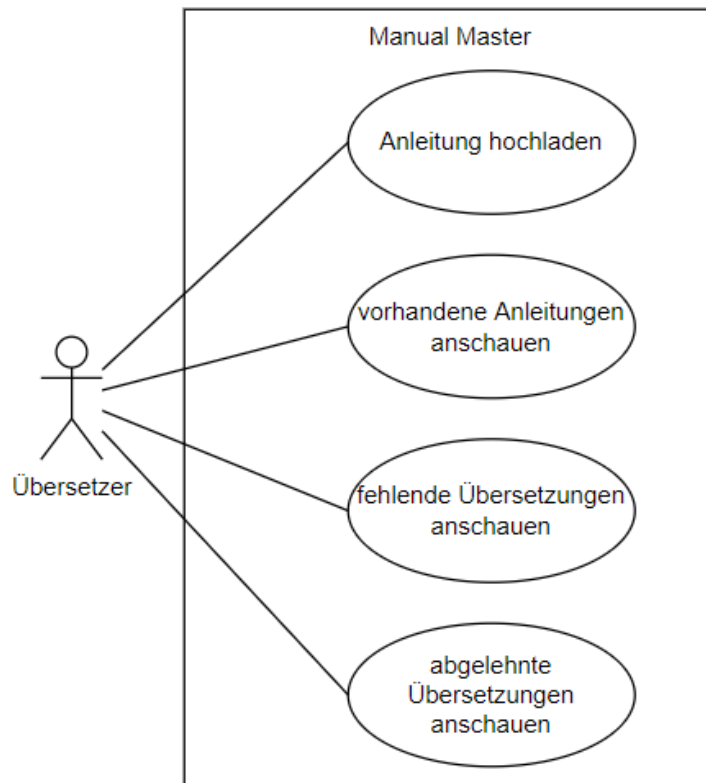 Manual Master
Anleitung hochladen
vorhandene Anleitungen
anschauen
fehlende Übersetzungen
anschauen
Übersetzer
abgelehnte
Übersetzungen
anschauen